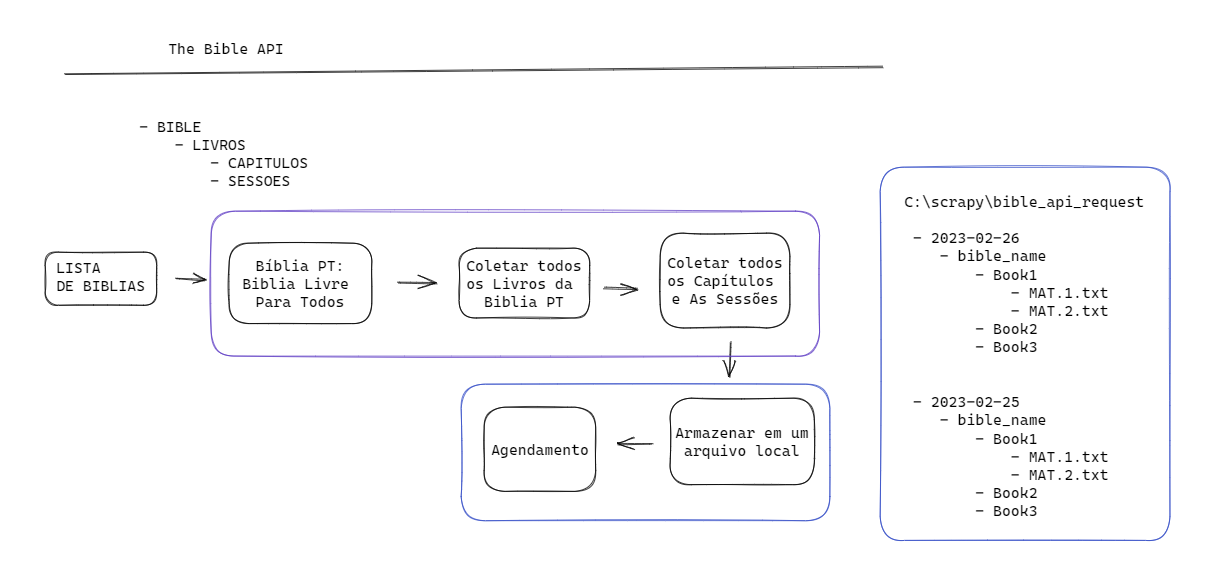 The Bible API
- BIBLE
- LIVROS
- CAPITULOS
- SESSOES
LISTA
DE BIBLIAS
Bíblia PT:
Biblia Livre
Para Todos
Coletar todos
os Livros da
Biblia PT
Coletar todos
os Capítulos
e As Sessões
Armazenar em um
arquivo local
Agendamento
C:\scrapy\bible_api_request
- 2023-02-26
- bible_name
- Book1
- MAT.1.txt
- MAT.2.txt
- Book2
- Book3
- 2023-02-25
- bible_name
- Book1
- MAT.1.txt
- MAT.2.txt
- Book2
- Book3